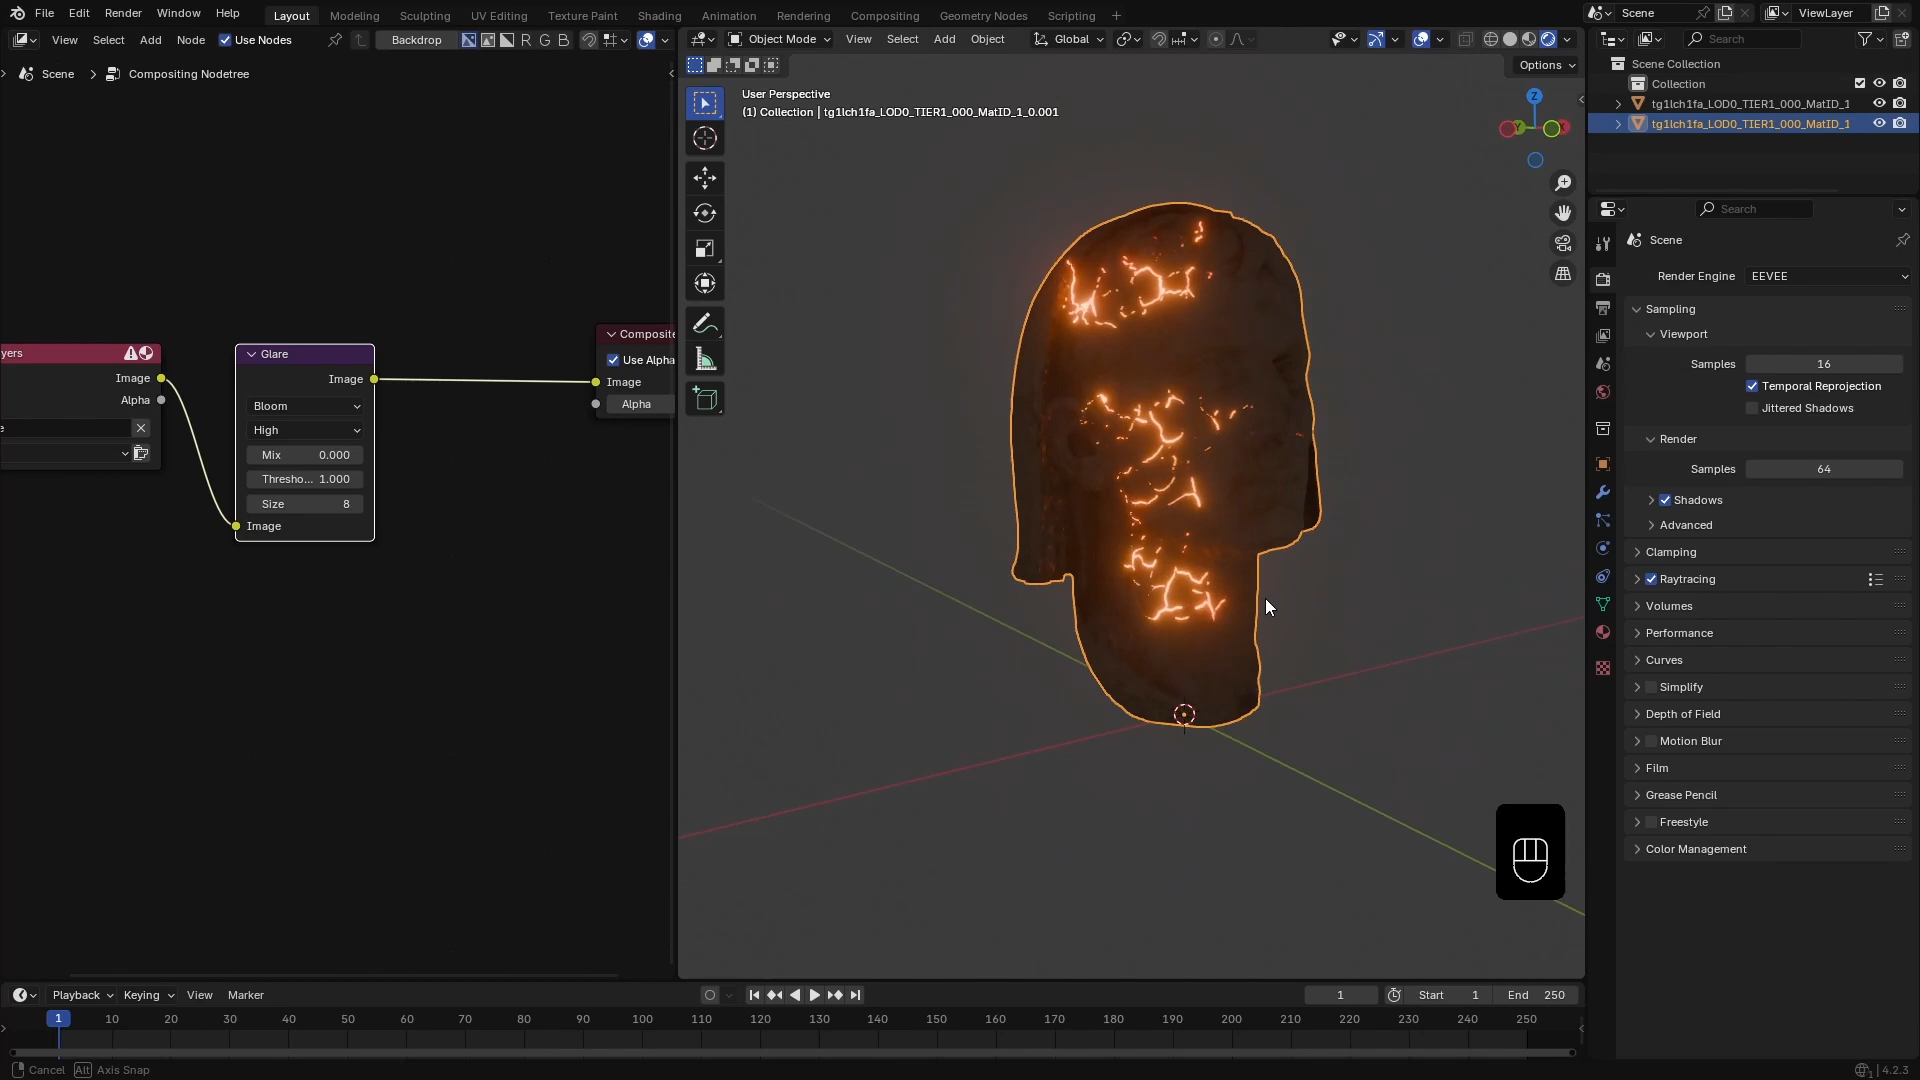 File Edit Render Window Help
Layout Modeling Sculpting UV Editing Texture Paint Shading Animation Rendering Compositing Geometry Nodes Scripting
Scene
ViewLayer
View Select Add Node Use Nodes
Backdrop
R G B
Object Mode View Select Add Object
Global
Search
Scene Compositing Nodetree
Options
User Perspective
(1) Collection | tg1lch1fa_LOD0_TIER1_000_MatID_1_0.001
Z
Y
X
Scene Collection
Collection
tg1lch1fa_LOD0_TIER1_000_MatID_1
tg1lch1fa_LOD0_TIER1_000_MatID_1
yers
Image
Alpha
e
Glare
Image
Bloom
High
Mix 0.000
Thresho... 1.000
Size 8
Image
Composite
Use Alpha
Image
Alpha
Search
Scene
Render Engine EEVEE
Sampling
Viewport
Samples 16
Temporal Reprojection
Jittered Shadows
Render
Samples 64
Shadows
Advanced
Clamping
Raytracing
Volumes
Performance
Curves
Simplify
Depth of Field
Motion Blur
Film
Grease Pencil
Freestyle
Color Management
Playback Keying View Marker
1
Start 1
End 250
1 10 20 30 40 50 60 70 80 90 100 110 120 130 140 150 160 170 180 190 200 210 220 230 240 250
Cancel Alt Axis Snap
4.2.3